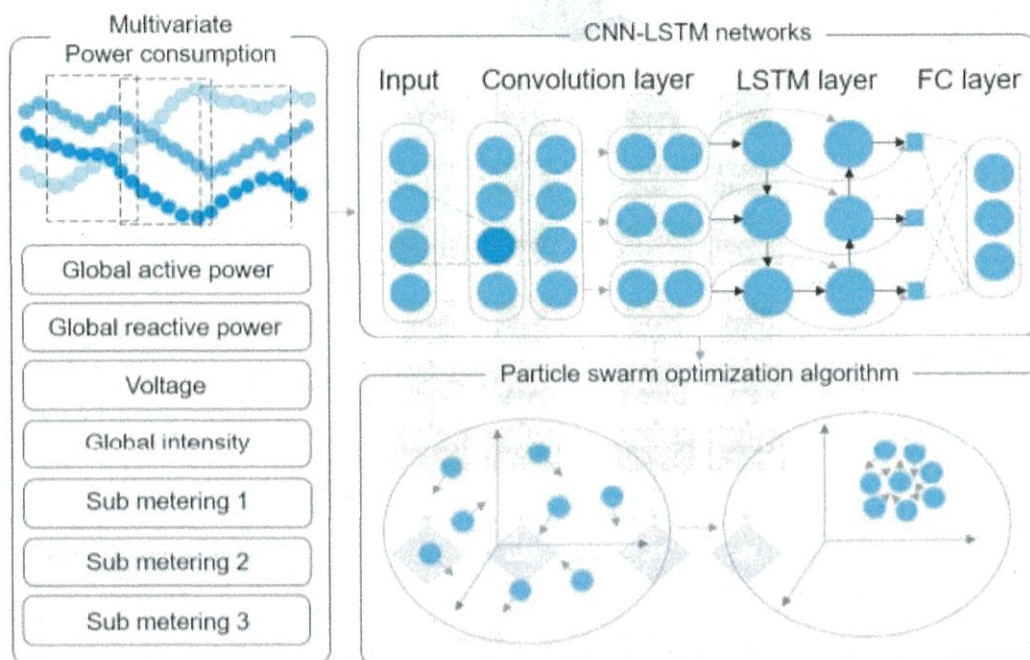 Multivariate
Power consumption
Global active power
Global reactive power
Voltage
Global intensity
Sub metering 1
Sub metering 2
Sub metering 3
CNN-LSTM networks
Input Convolution layer LSTM layer FC layer
Particle swarm optimization algorithm